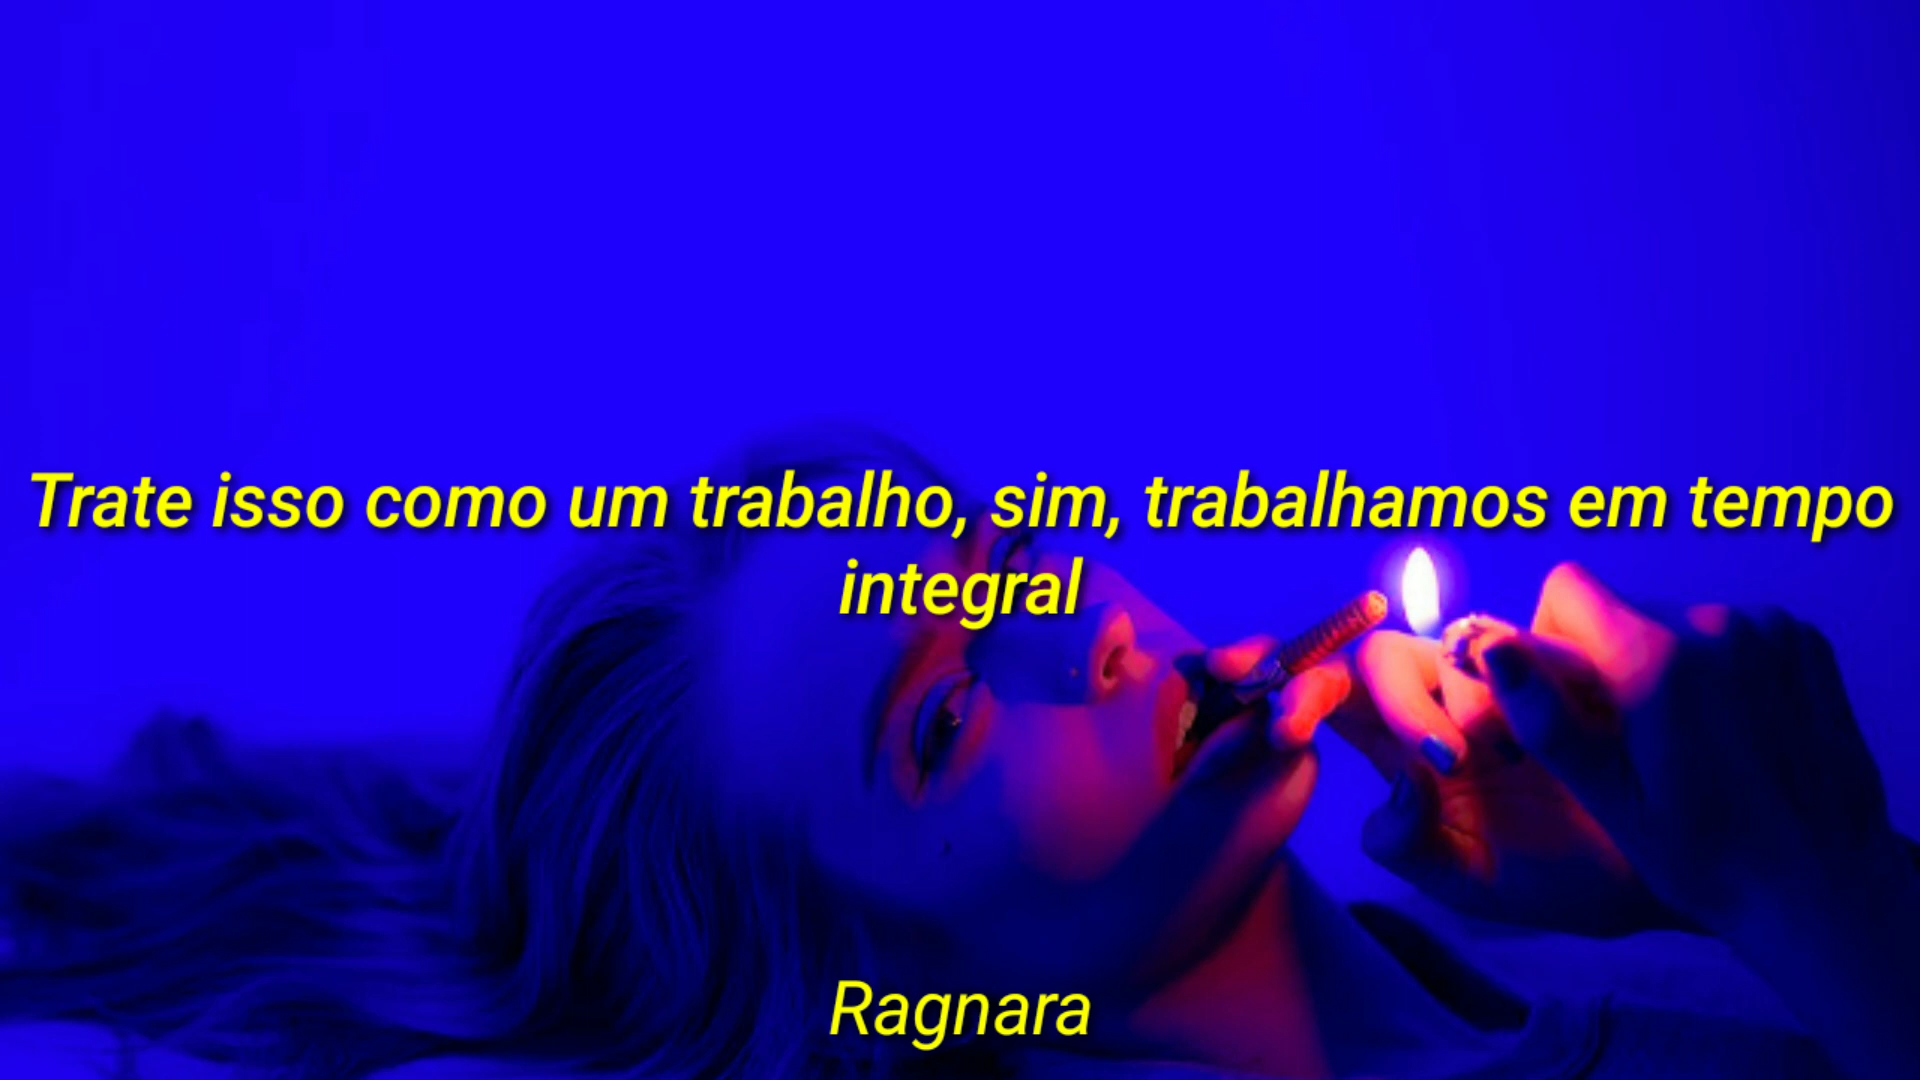 Trate isso como um trabalho, sim, trabalhamos em tempo
integral
Ragnara